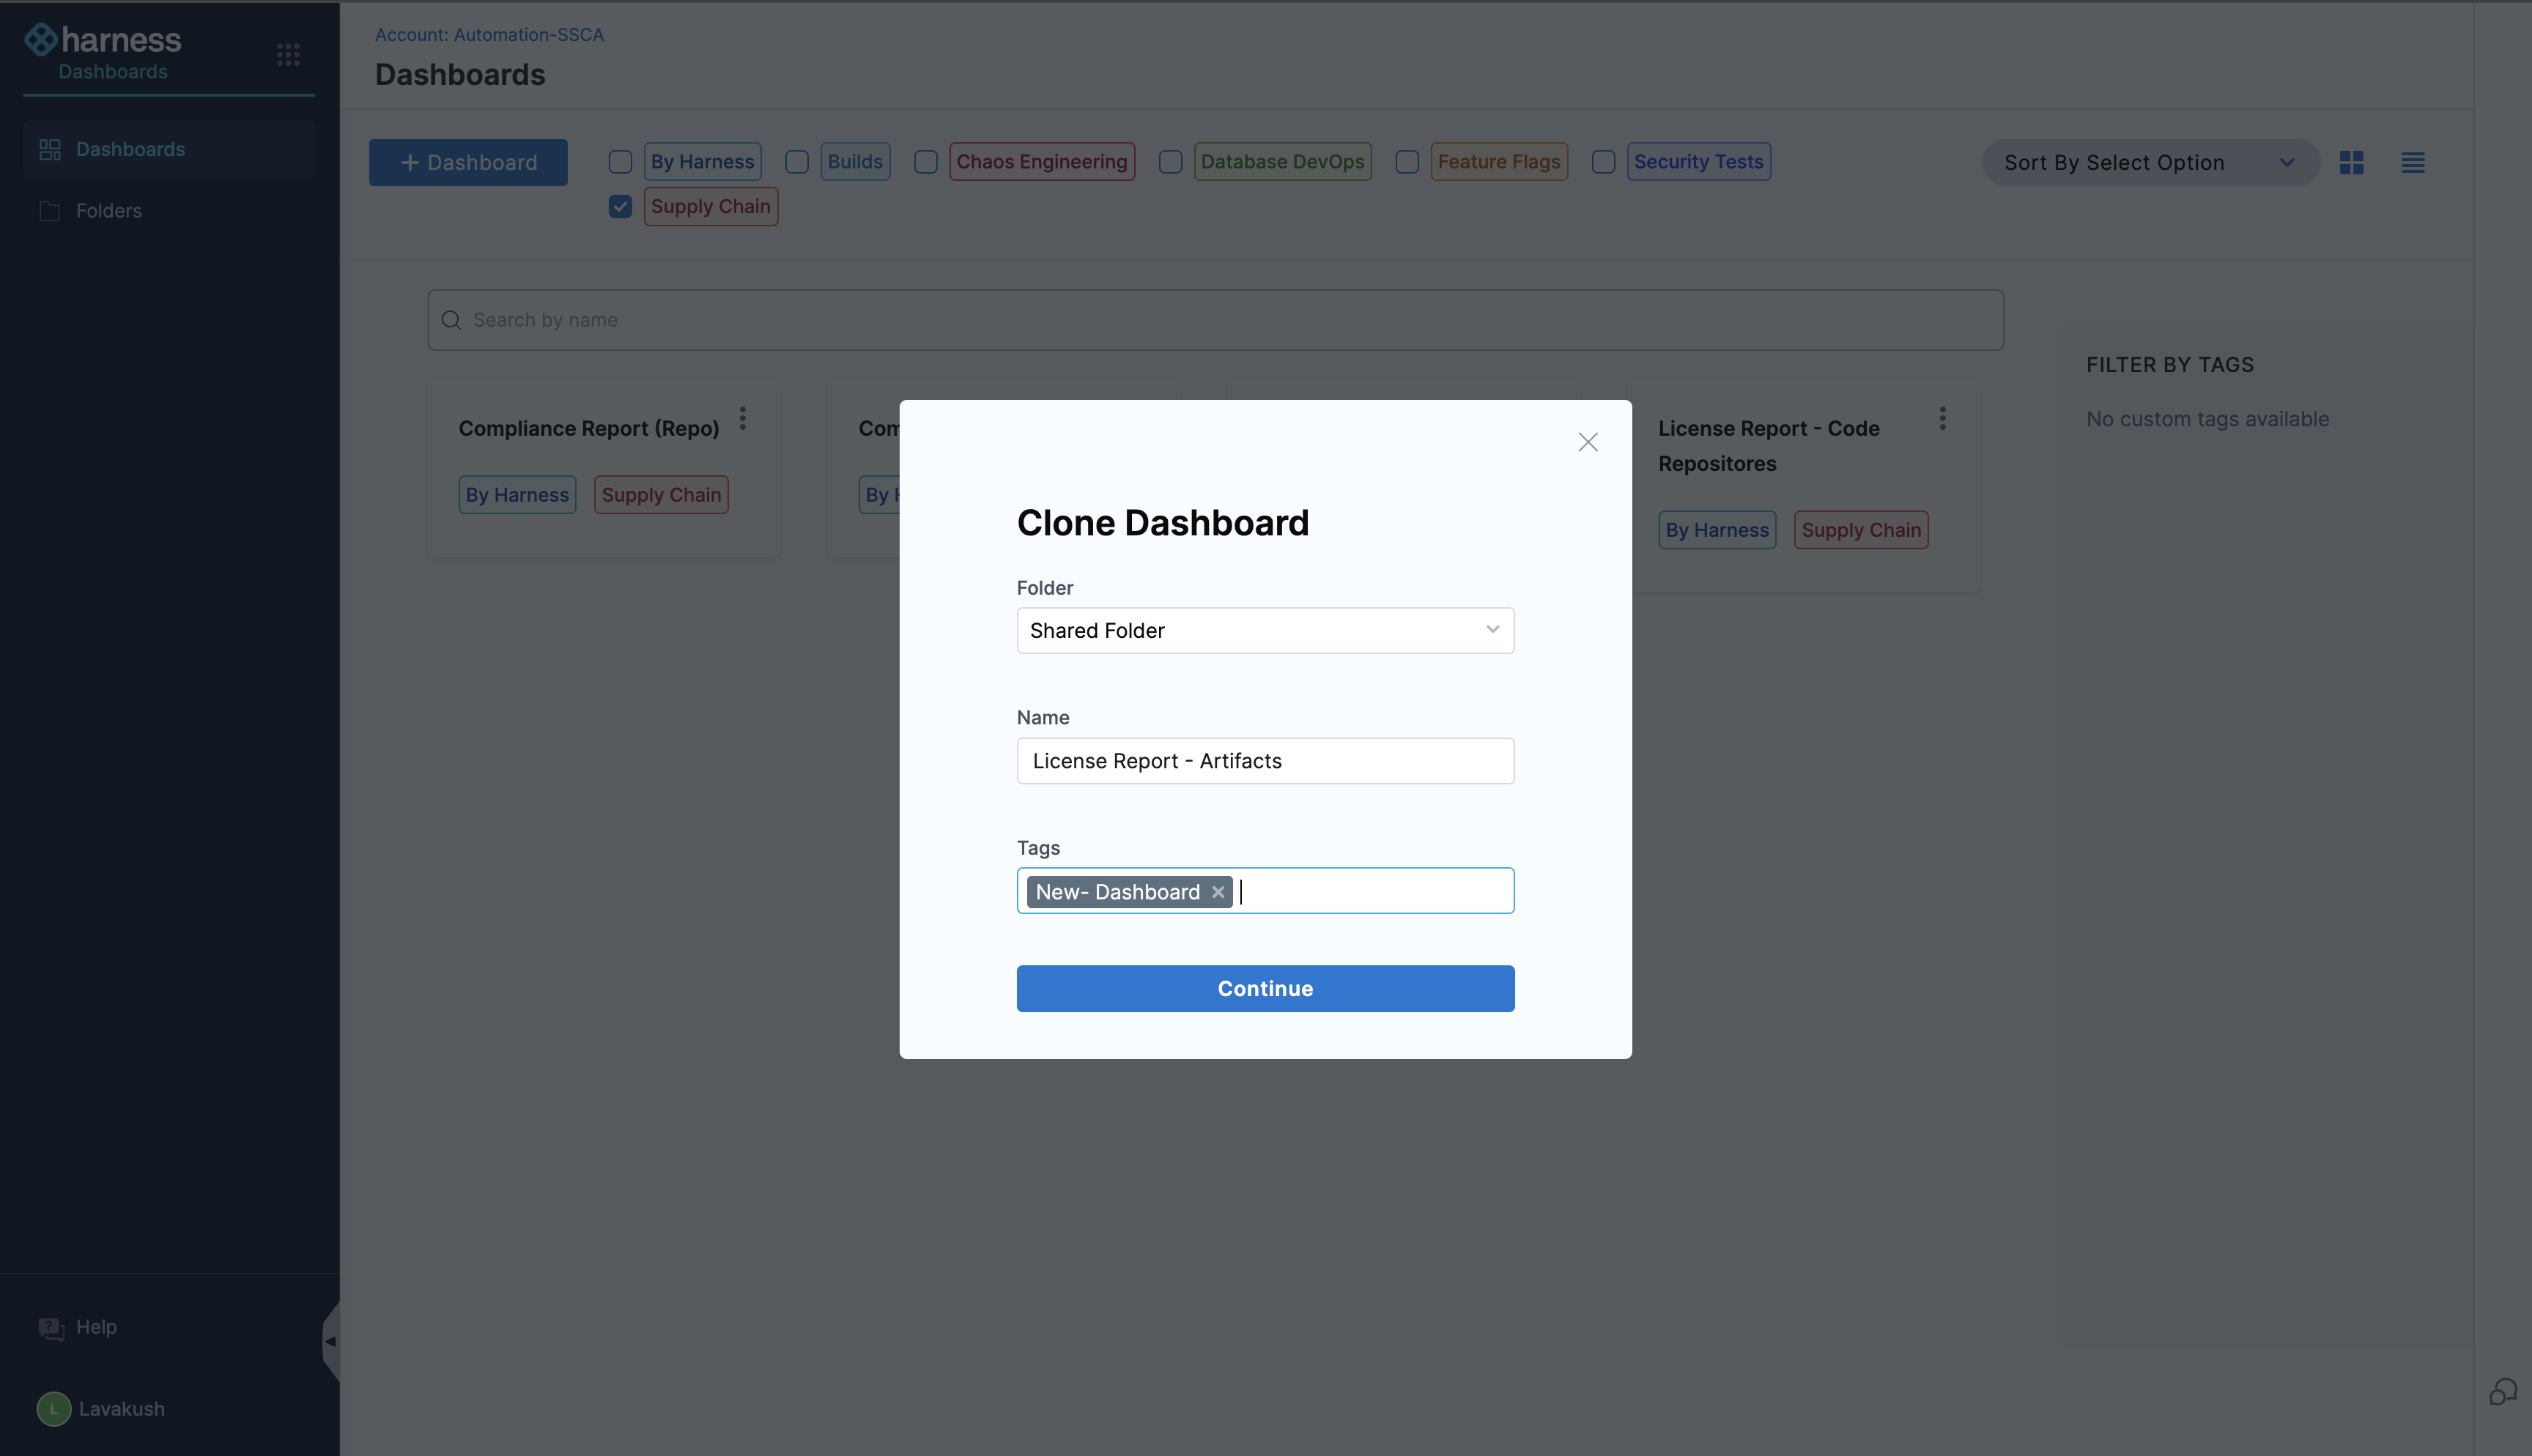 harness
Dashboards
Dashboards
Folders
Help
L Lavakush
Account: Automation-SSCA
Dashboards
+ Dashboard
By Harness Builds Chaos Engineering Database DevOps Feature Flags Security Tests
Supply Chain
Sort By Select Option
Search by name
FILTER BY TAGS
No custom tags available
Compliance Report (Repo)
By Harness Supply Chain
Com
By H
License Report - Code
Repositores
By Harness Supply Chain
Clone Dashboard
Folder
Shared Folder
Name
License Report - Artifacts
Tags
New- Dashboard
Continue